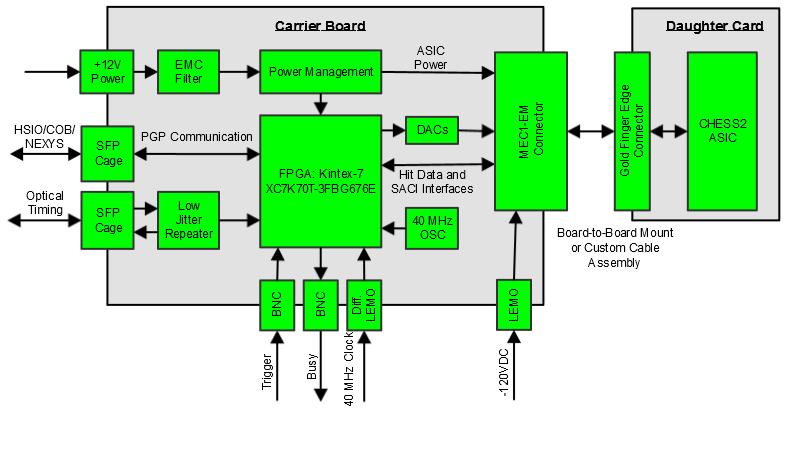 Carrier Board
Daughter Card
+12V
Power
EMC
Filter
Power Management
ASIC
Power
HSIO/COB/
NEXYS
SFP
Cage
PGP Communication
FPGA: Kintex-7
XC7K70T-3FBG676E
DACs
MEC1-EM
Connector
Gold Finger Edge
Connector
CHESS2
ASIC
Hit Data and
SACI Interfaces
Optical
Timing
SFP
Cage
Low
Jitter
Repeater
40 MHz
OSC
Board-to-Board Mount
or Custom Cable
Assembly
BNC
BNC
Diff.
LEMO
LEMO
Trigger
Busy
40 MHz Clock
-120VDC